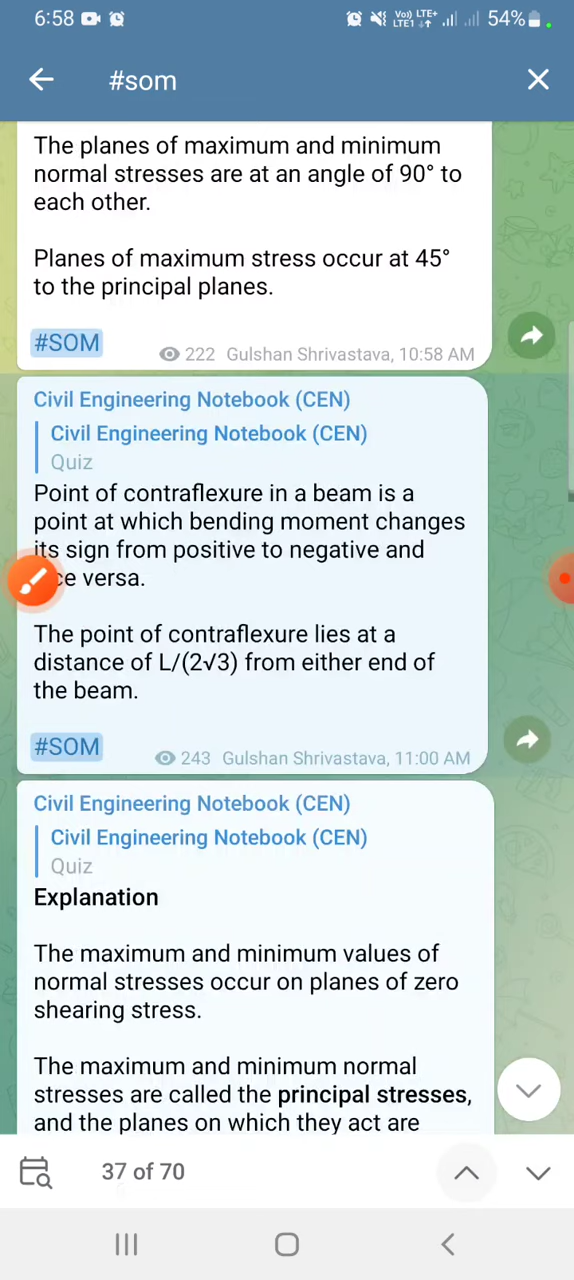 6:58
Vo) LTE+
LTE1
54%
#som
The planes of maximum and minimum
normal stresses are at an angle of 90° to
each other.
Planes of maximum stress occur at 45°
to the principal planes.
#SOM
222 Gulshan Shrivastava, 10:58 AM
Civil Engineering Notebook (CEN)
Civil Engineering Notebook (CEN)
Quiz
Point of contraflexure in a beam is a
point at which bending moment changes
its sign from positive to negative and
ce versa.
The point of contraflexure lies at a
distance of L/(2√3) from either end of
the beam.
#SOM
243 Gulshan Shrivastava, 11:00 AM
Civil Engineering Notebook (CEN)
Civil Engineering Notebook (CEN)
Quiz
Explanation
The maximum and minimum values of
normal stresses occur on planes of zero
shearing stress.
The maximum and minimum normal
stresses are called the principal stresses,
and the planes on which they act are
37 of 70